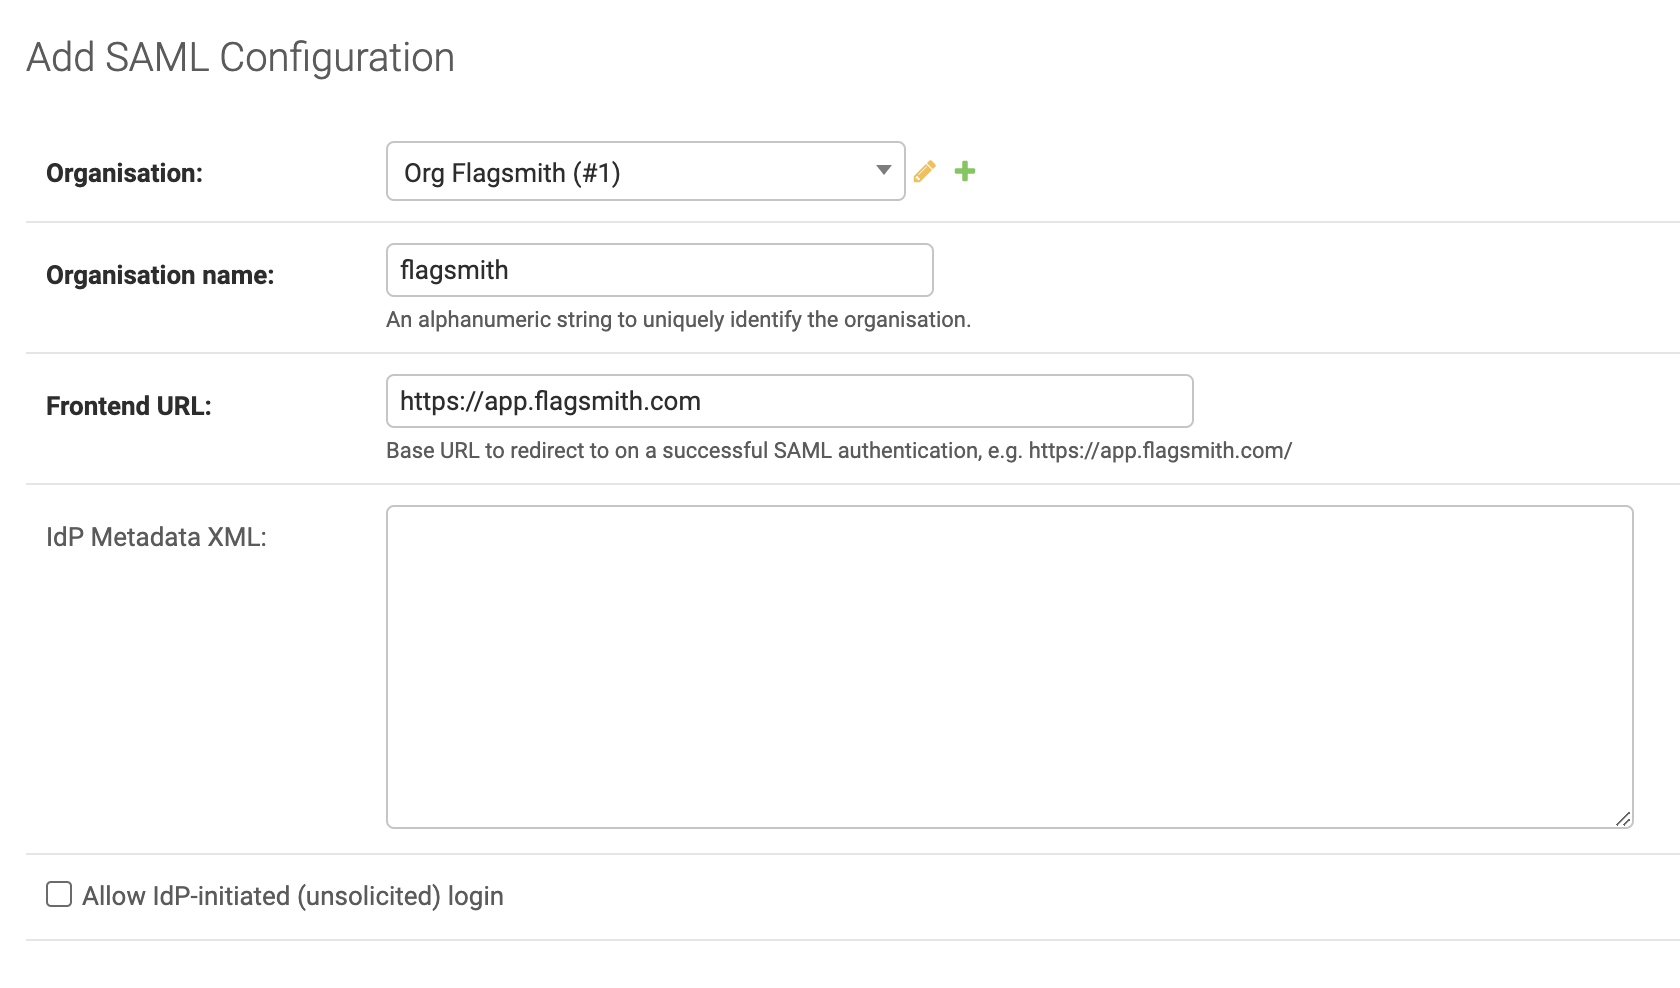 Add SAML Configuration
Organisation: Org Flagsmith (#1)
Organisation name: flagsmith
An alphanumeric string to uniquely identify the organisation.
Frontend URL: https://app.flagsmith.com
Base URL to redirect to on a successful SAML authentication, e.g. https://app.flagsmith.com/
IdP Metadata XML:
Allow IdP-initiated (unsolicited) login